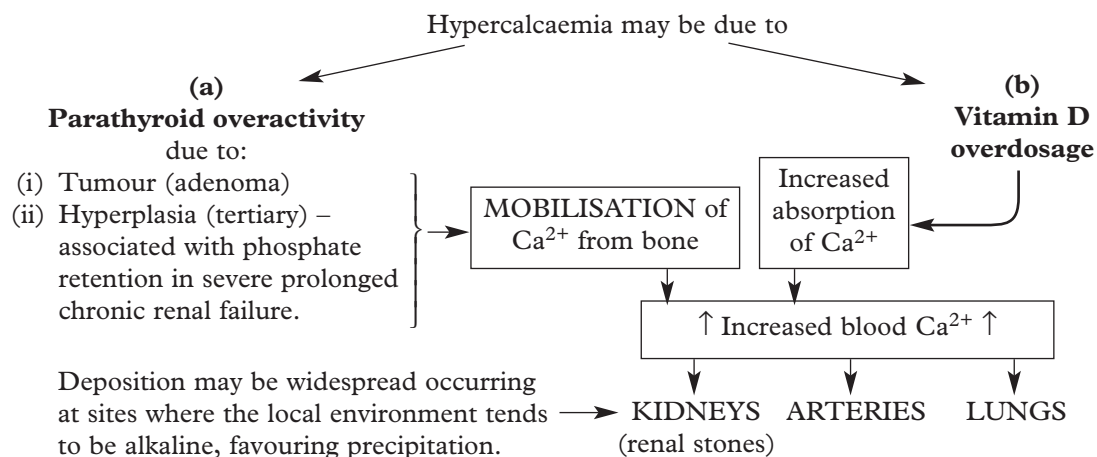 Hypercalcaemia may be due to
(a)
Parathyroid overactivity
due to:
(i) Tumour (adenoma)
(ii) Hyperplasia (tertiary) –
associated with phosphate
retention in severe prolonged
chronic renal failure.
MOBILISATION of
Ca²⁺ from bone
(b)
Vitamin D
overdosage
Increased
absorption
of Ca²⁺
↑ Increased blood Ca²⁺ ↑
Deposition may be widespread occurring
at sites where the local environment tends
to be alkaline, favouring precipitation.
KIDNEYS
(renal stones)
ARTERIES
LUNGS